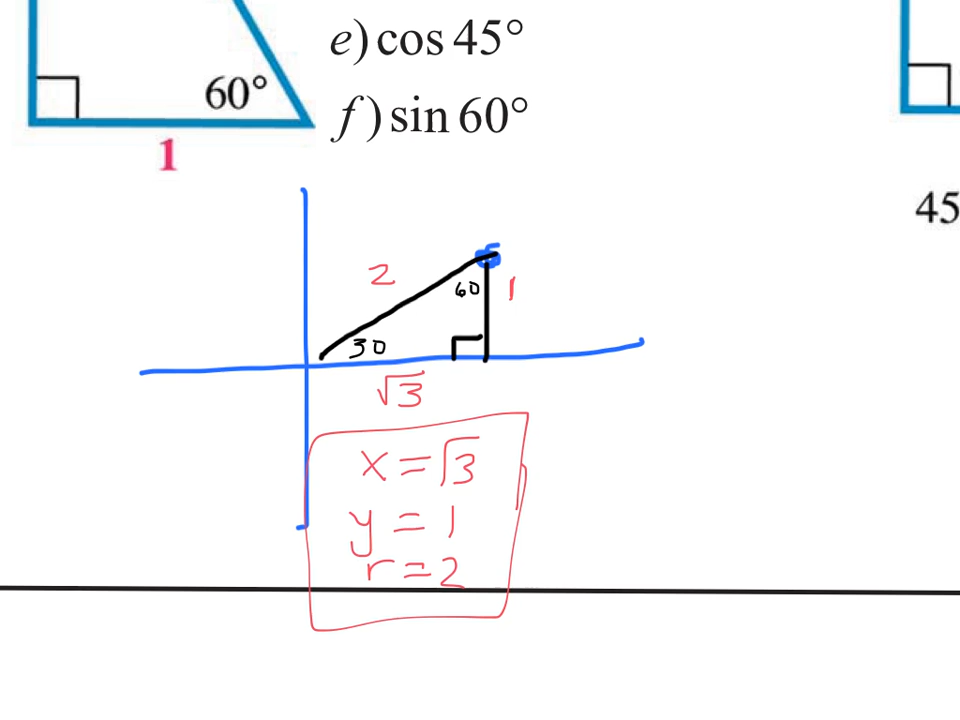 e) cos 45°
60°
f) sin 60°
1
45
2
60
1
30
√3
x = √3
y = 1
r = 2